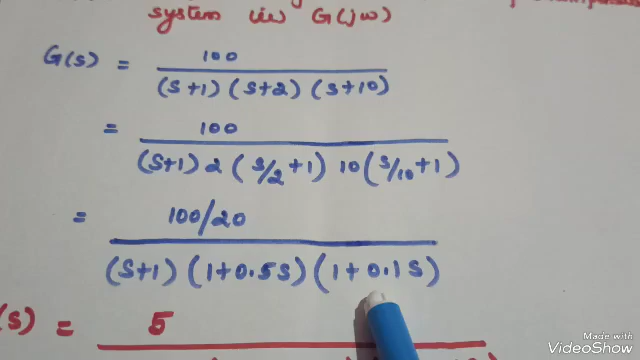 system (iv) G(jω)
G(s) = 100 / (s+1) (s+2) (s+10)
= 100 / (s+1) 2 (s/2 +1) 10 (s/10 +1)
= 100/20 / (s+1) (1+0.5s) (1+0.1s)
(s) = 5
Made with
VideoShow